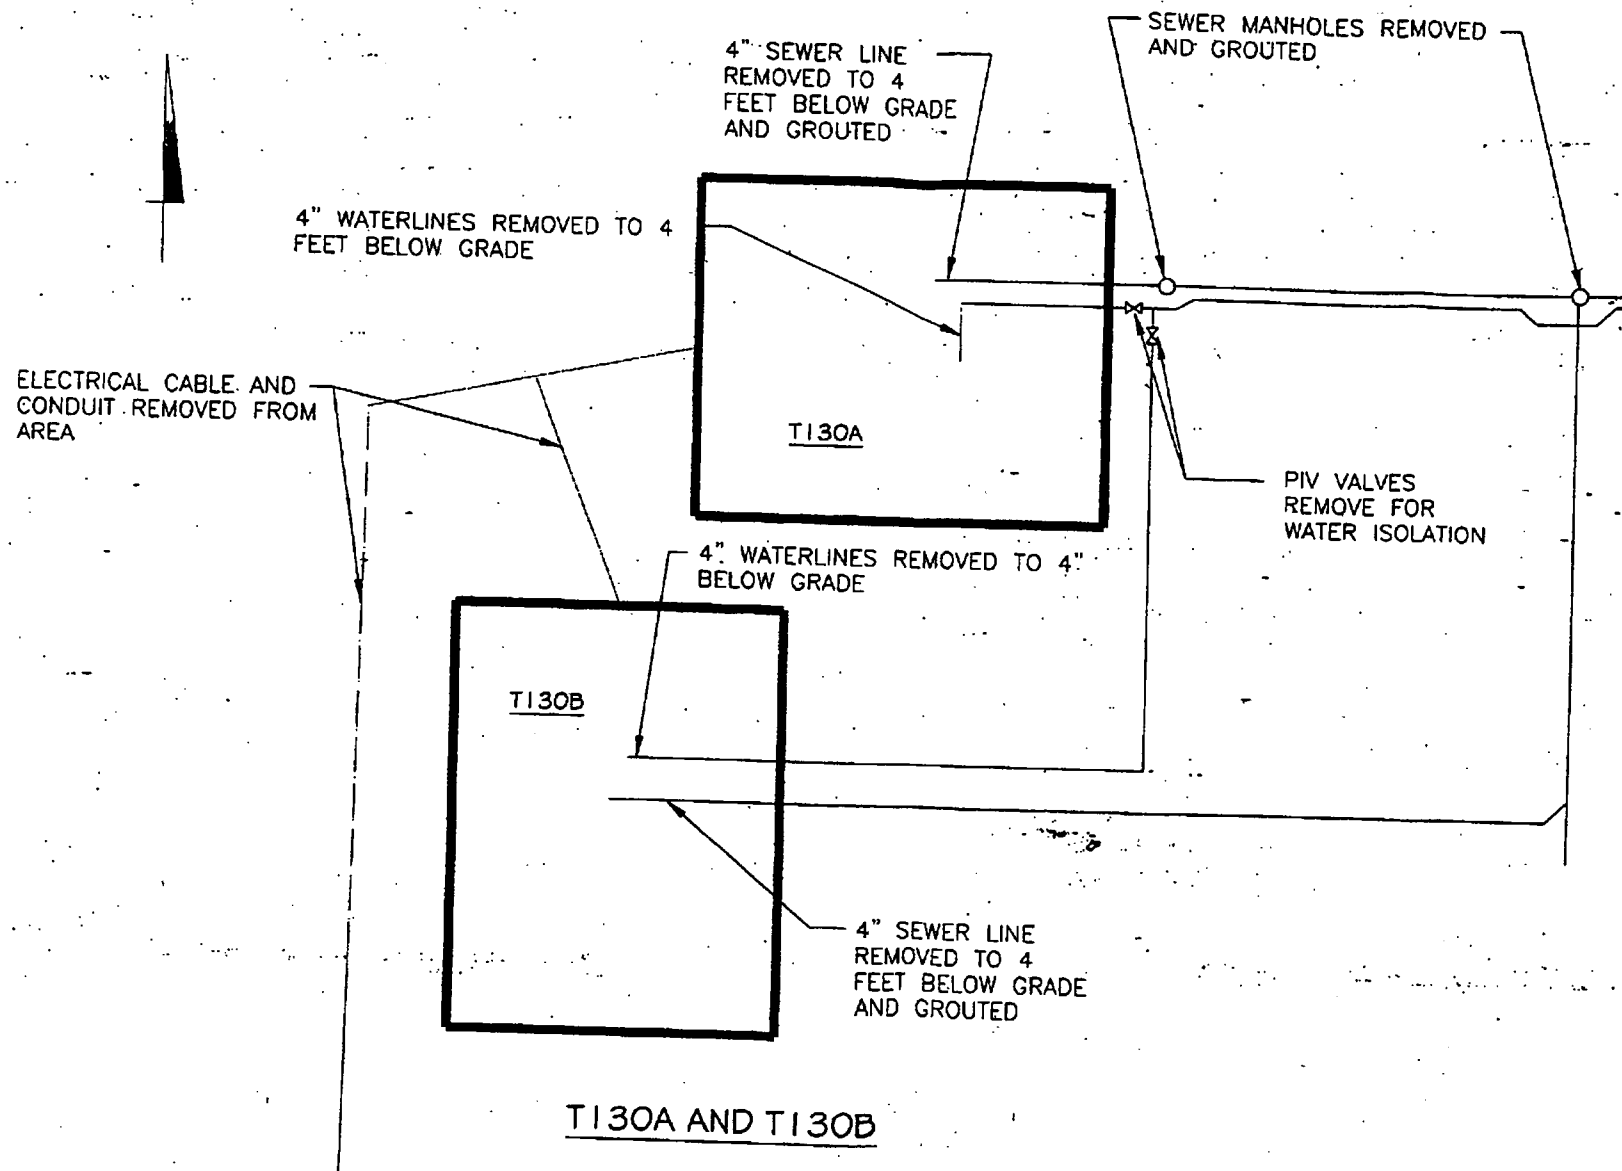 SEWER MANHOLES REMOVED
AND GROUTED
4" SEWER LINE
REMOVED TO 4
FEET BELOW GRADE
AND GROUTED
4" WATERLINES REMOVED TO 4
FEET BELOW GRADE
ELECTRICAL CABLE AND
CONDUIT REMOVED FROM
AREA
T130A
PIV VALVES
REMOVE FOR
WATER ISOLATION
4" WATERLINES REMOVED TO 4"
BELOW GRADE
T130B
4" SEWER LINE
REMOVED TO 4
FEET BELOW GRADE
AND GROUTED
T130A AND T130B